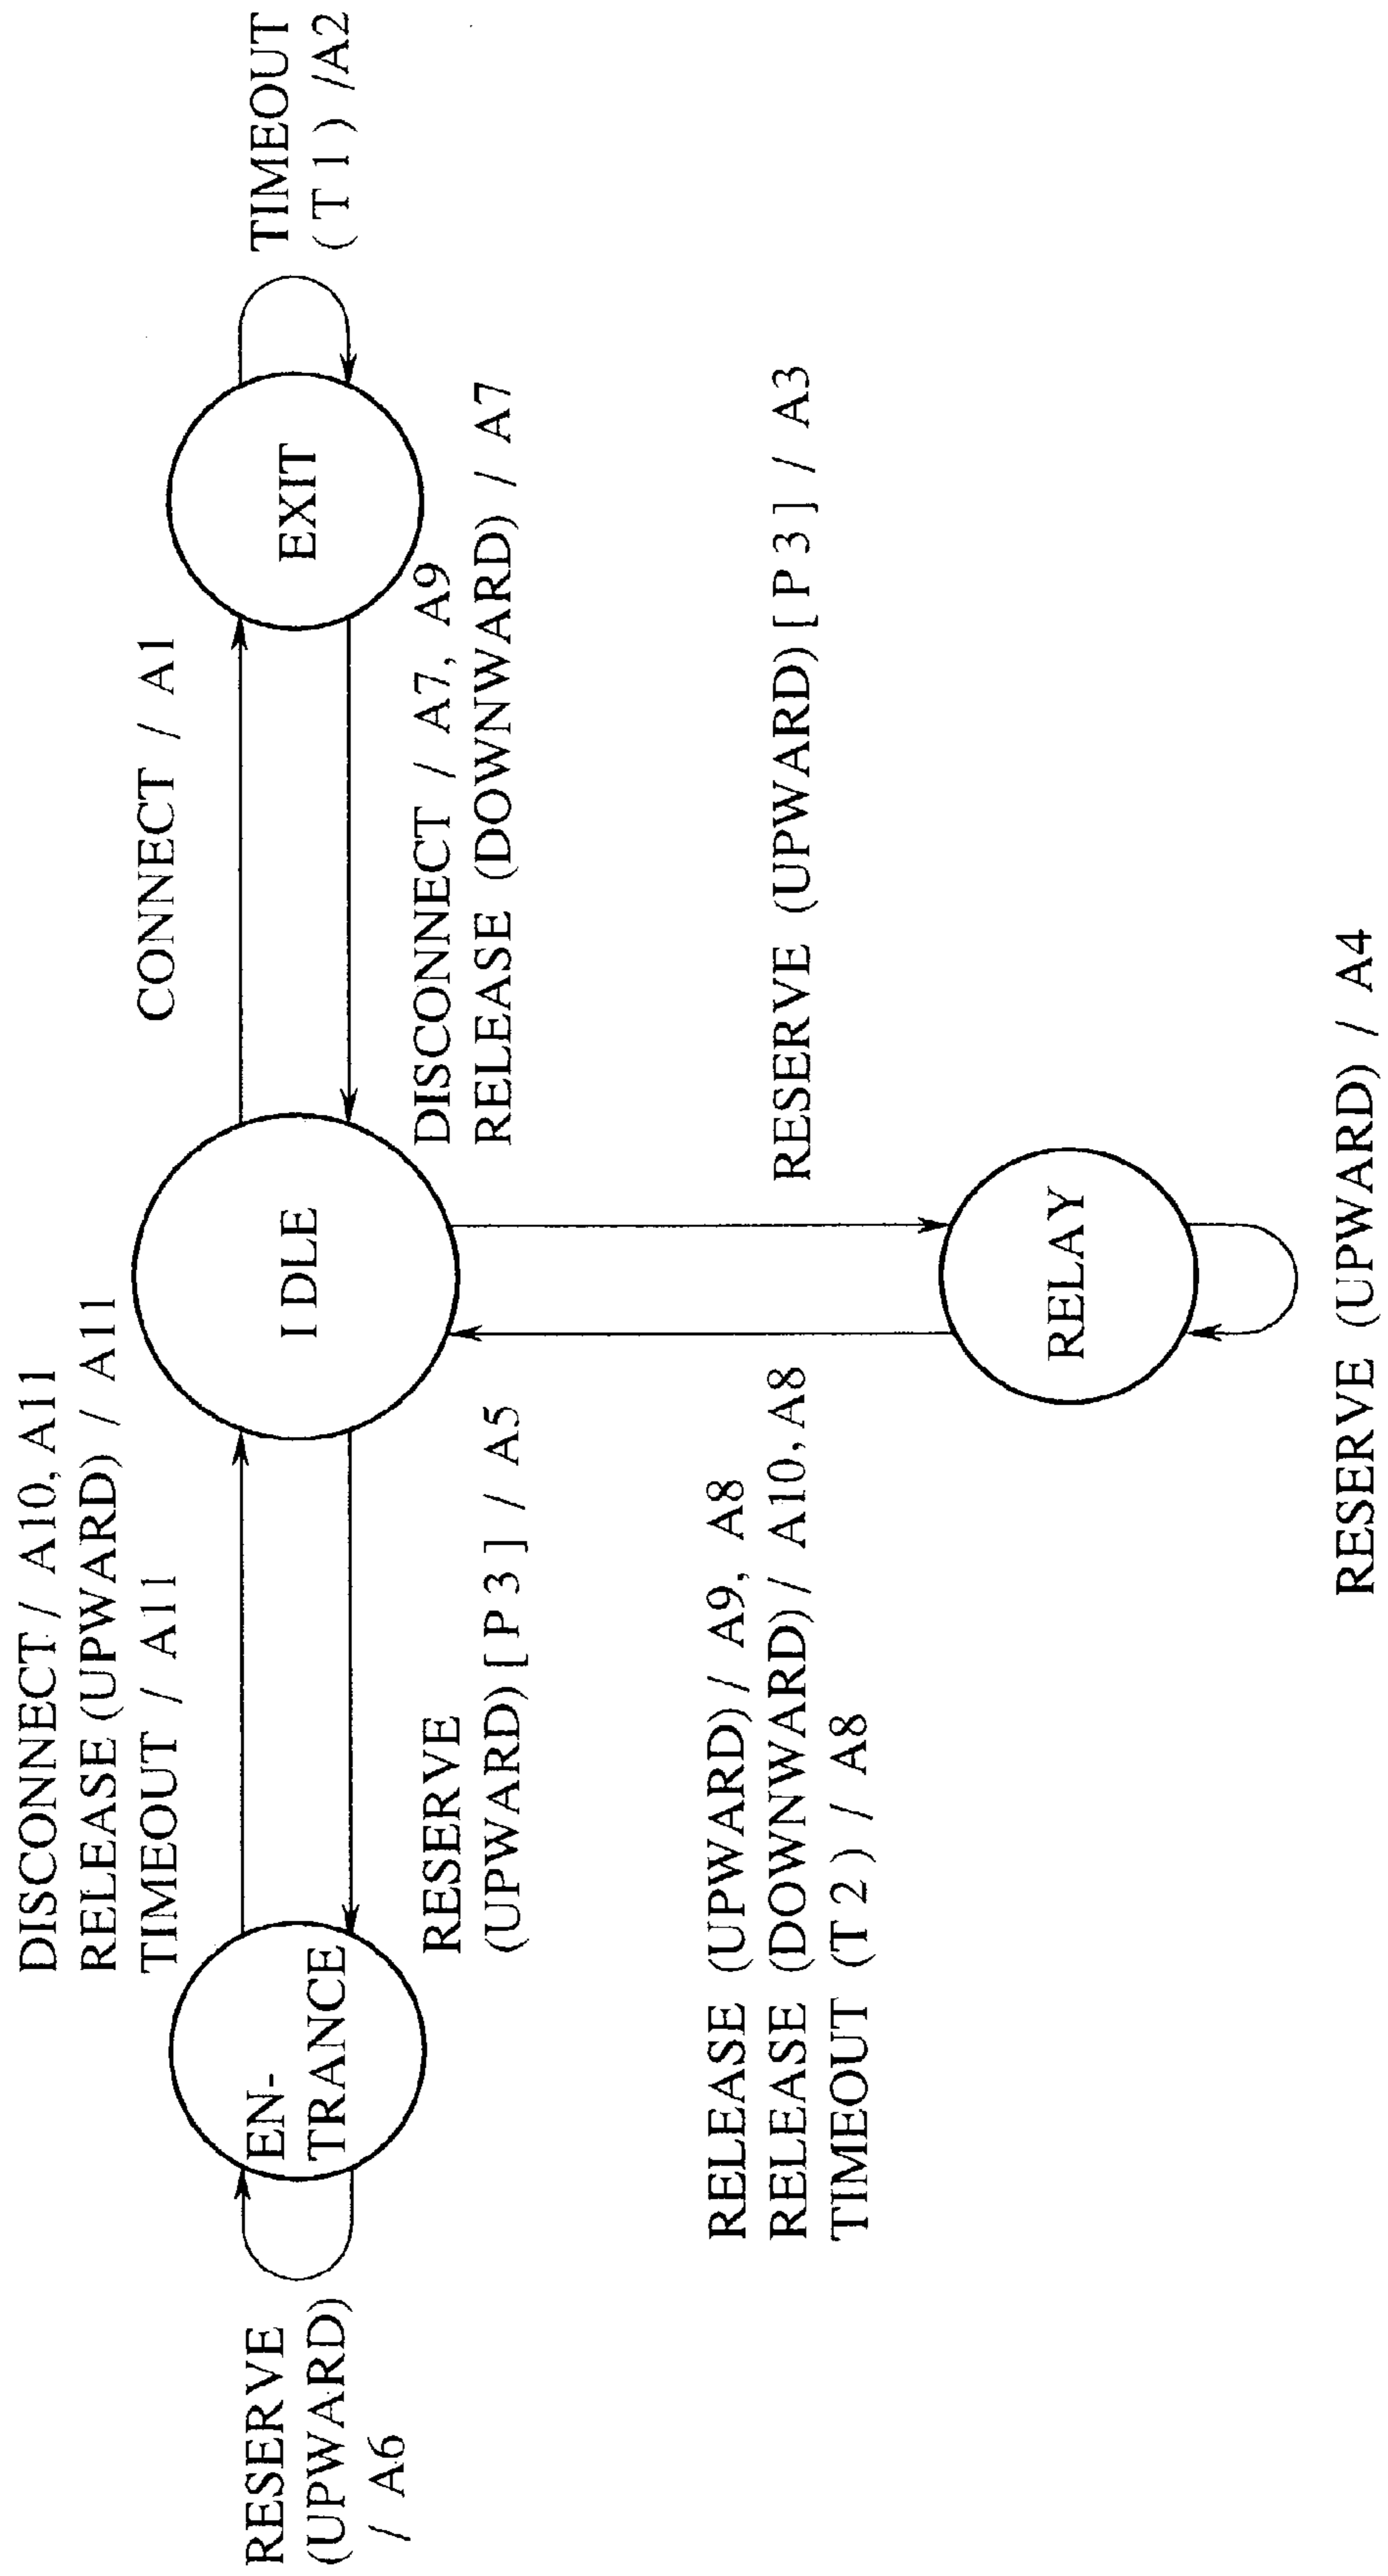 DISCONNECT / A10, A11
RELEASE (UPWARD) / A11
TIMEOUT / A11
CONNECT / A1
TIMEOUT
(T1) /A2
RESERVE
(UPWARD)
/ A6
EN-
TRANCE
IDLE
EXIT
RESERVE
(UPWARD) [P3] / A5
DISCONNECT / A7, A9
RELEASE (DOWNWARD) / A7
RELEASE (UPWARD) / A9, A8
RELEASE (DOWNWARD) / A10, A8
TIMEOUT (T2) / A8
RESERVE (UPWARD) [P3] / A3
RELAY
RESERVE (UPWARD) / A4